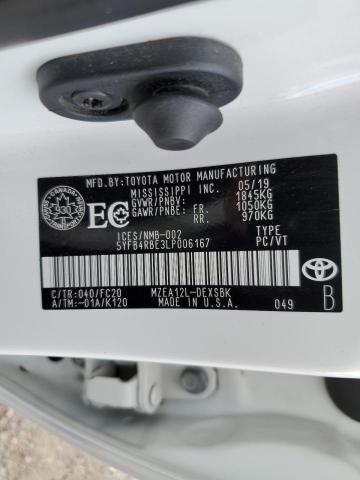 MFD. BY:TOYOTA MOTOR MANUFACTURING
MISSISSIPPI INC. 05/19
GVWR/PNBV: 1845KG
GAWR/PNBE: FR. 1050KG
RR. 970KG
EC
ICES/NMB-002
5YFB4RBE3LP006167
TYPE
PC/VT
C/TR:040/FC20
A/TM:-01A/K120
MZEA12L-DEXSBK
MADE IN U.S.A.
049
B